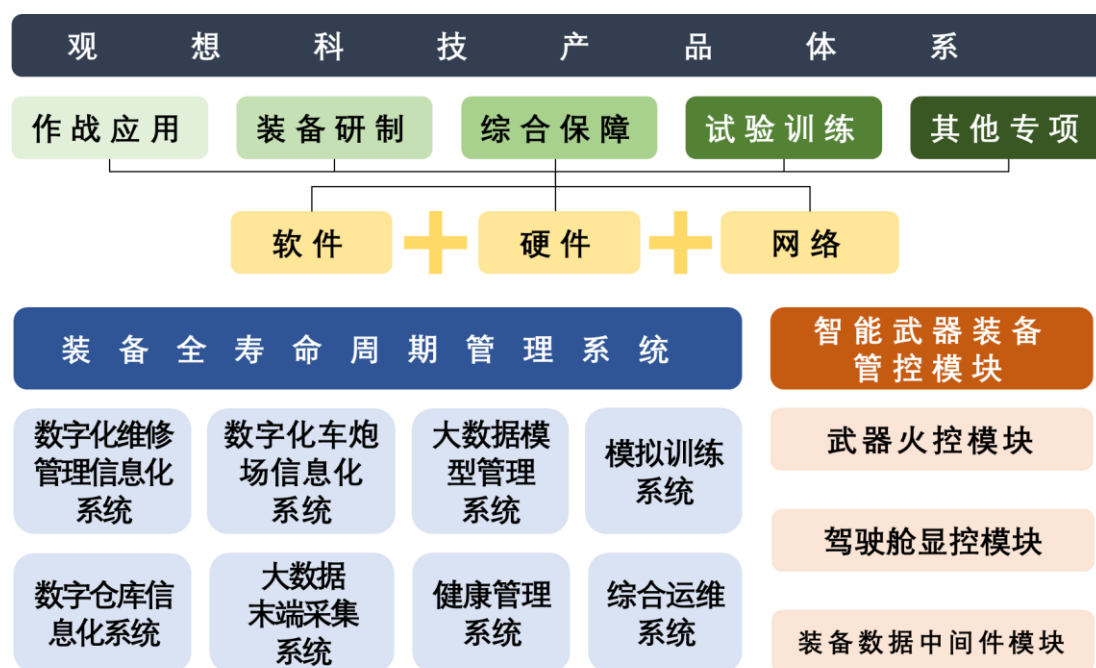 观想科技产品体系
作战应用
装备研制
综合保障
试验训练
其他专项
软件
硬件
网络
装备全寿命周期管理系统
智能武器装备
管控模块
数字化维修
管理信息化
系统
数字化车炮
场信息化
系统
大数据模
型管理
系统
模拟训练
系统
武器火控模块
驾驶舱显控模块
数字仓库信
息化系统
大数据
末端采集
系统
健康管理
系统
综合运维
系统
装备数据中间件模块